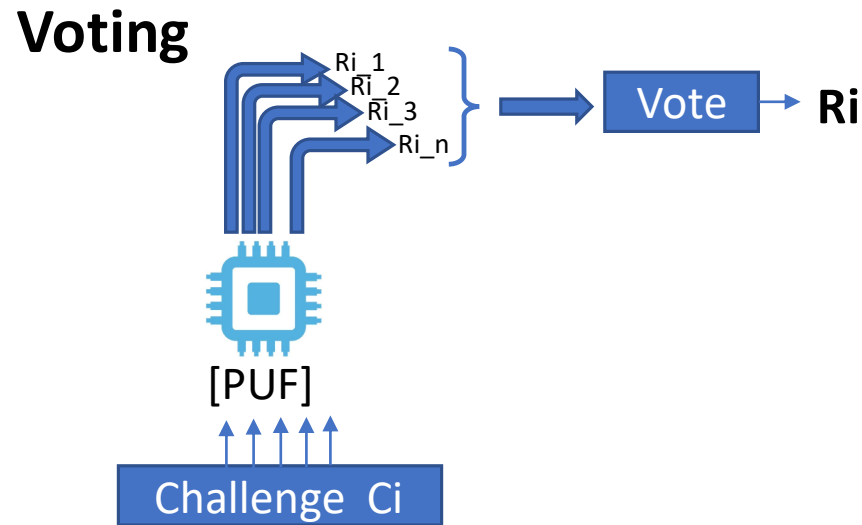 Voting
Ri_1
Ri_2
Ri_3
Ri_n
Vote
Ri
[PUF]
Challenge Ci